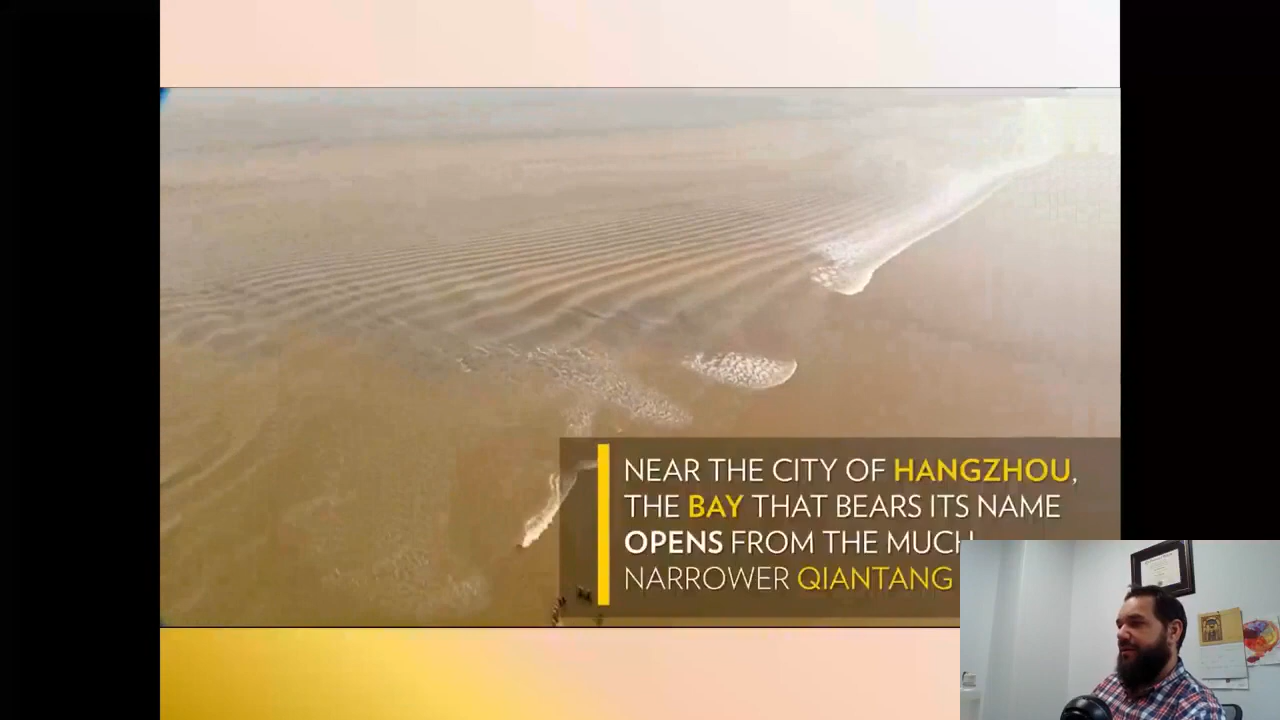 NEAR THE CITY OF HANGZHOU,
THE BAY THAT BEARS ITS NAME
OPENS FROM THE MUCH
NARROWER QIANTANG